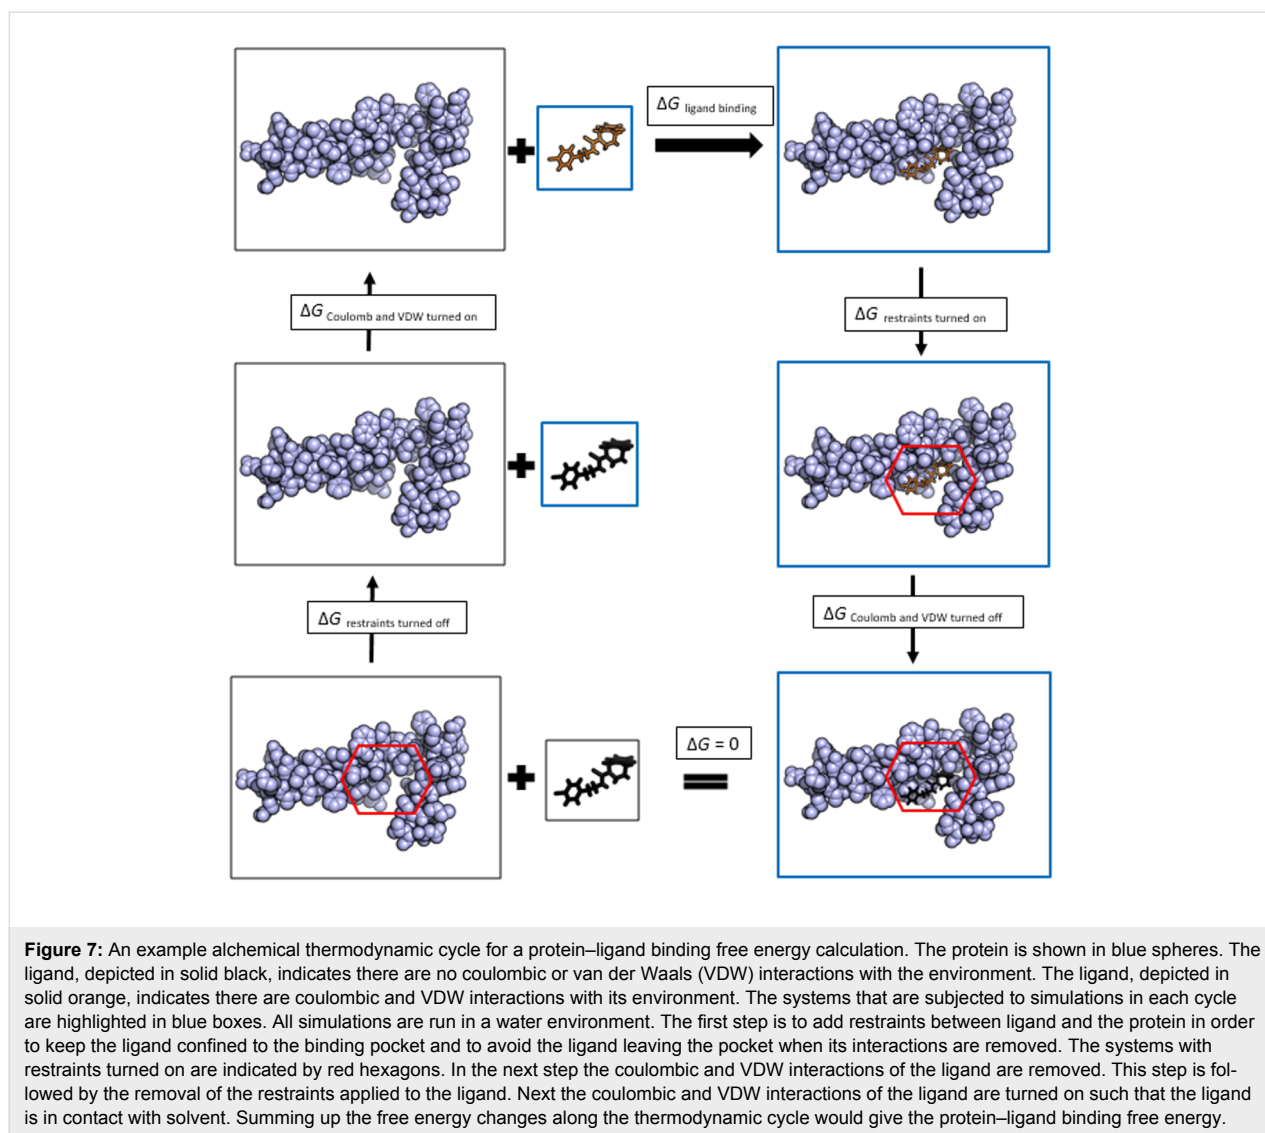 ΔG ligand binding
ΔG Coulomb and VDW turned on
ΔG restraints turned on
ΔG restraints turned off
ΔG Coulomb and VDW turned off
ΔG = 0
Figure 7: An example alchemical thermodynamic cycle for a protein–ligand binding free energy calculation. The protein is shown in blue spheres. The
ligand, depicted in solid black, indicates there are no coulombic or van der Waals (VDW) interactions with the environment. The ligand, depicted in
solid orange, indicates there are coulombic and VDW interactions with its environment. The systems that are subjected to simulations in each cycle
are highlighted in blue boxes. All simulations are run in a water environment. The first step is to add restraints between ligand and the protein in order
to keep the ligand confined to the binding pocket and to avoid the ligand leaving the pocket when its interactions are removed. The systems with
restraints turned on are indicated by red hexagons. In the next step the coulombic and VDW interactions of the ligand are removed. This step is fol-
lowed by the removal of the restraints applied to the ligand. Next the coulombic and VDW interactions of the ligand are turned on such that the ligand
is in contact with solvent. Summing up the free energy changes along the thermodynamic cycle would give the protein–ligand binding free energy.